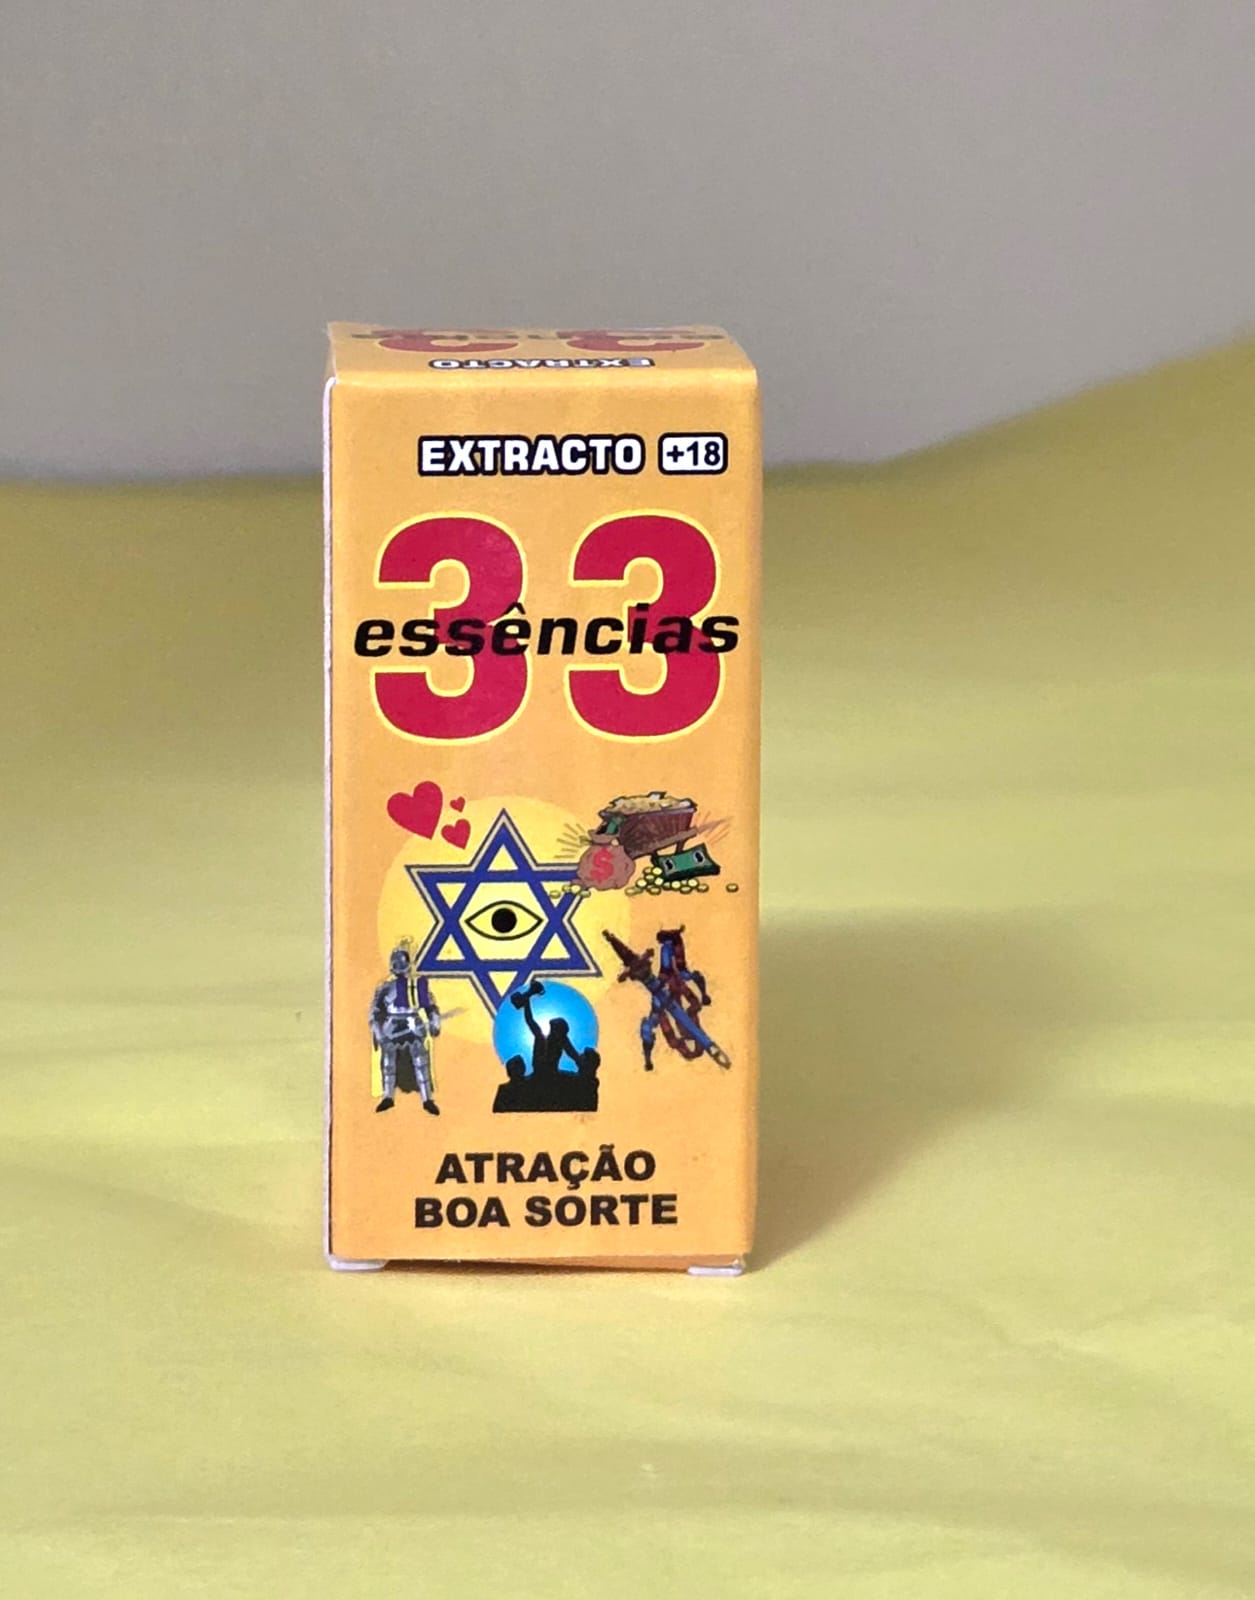 EXTRACTO
EXTRACTO +18
33
essências
$
ATRAÇÃO
BOA SORTE